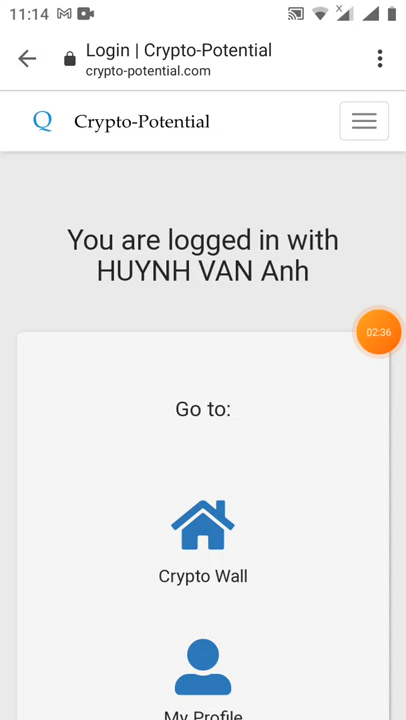 11:14
Login | Crypto-Potential
crypto-potential.com
Q Crypto-Potential
You are logged in with
HUYNH VAN Anh
02:36
Go to:
Crypto Wall
My Profile